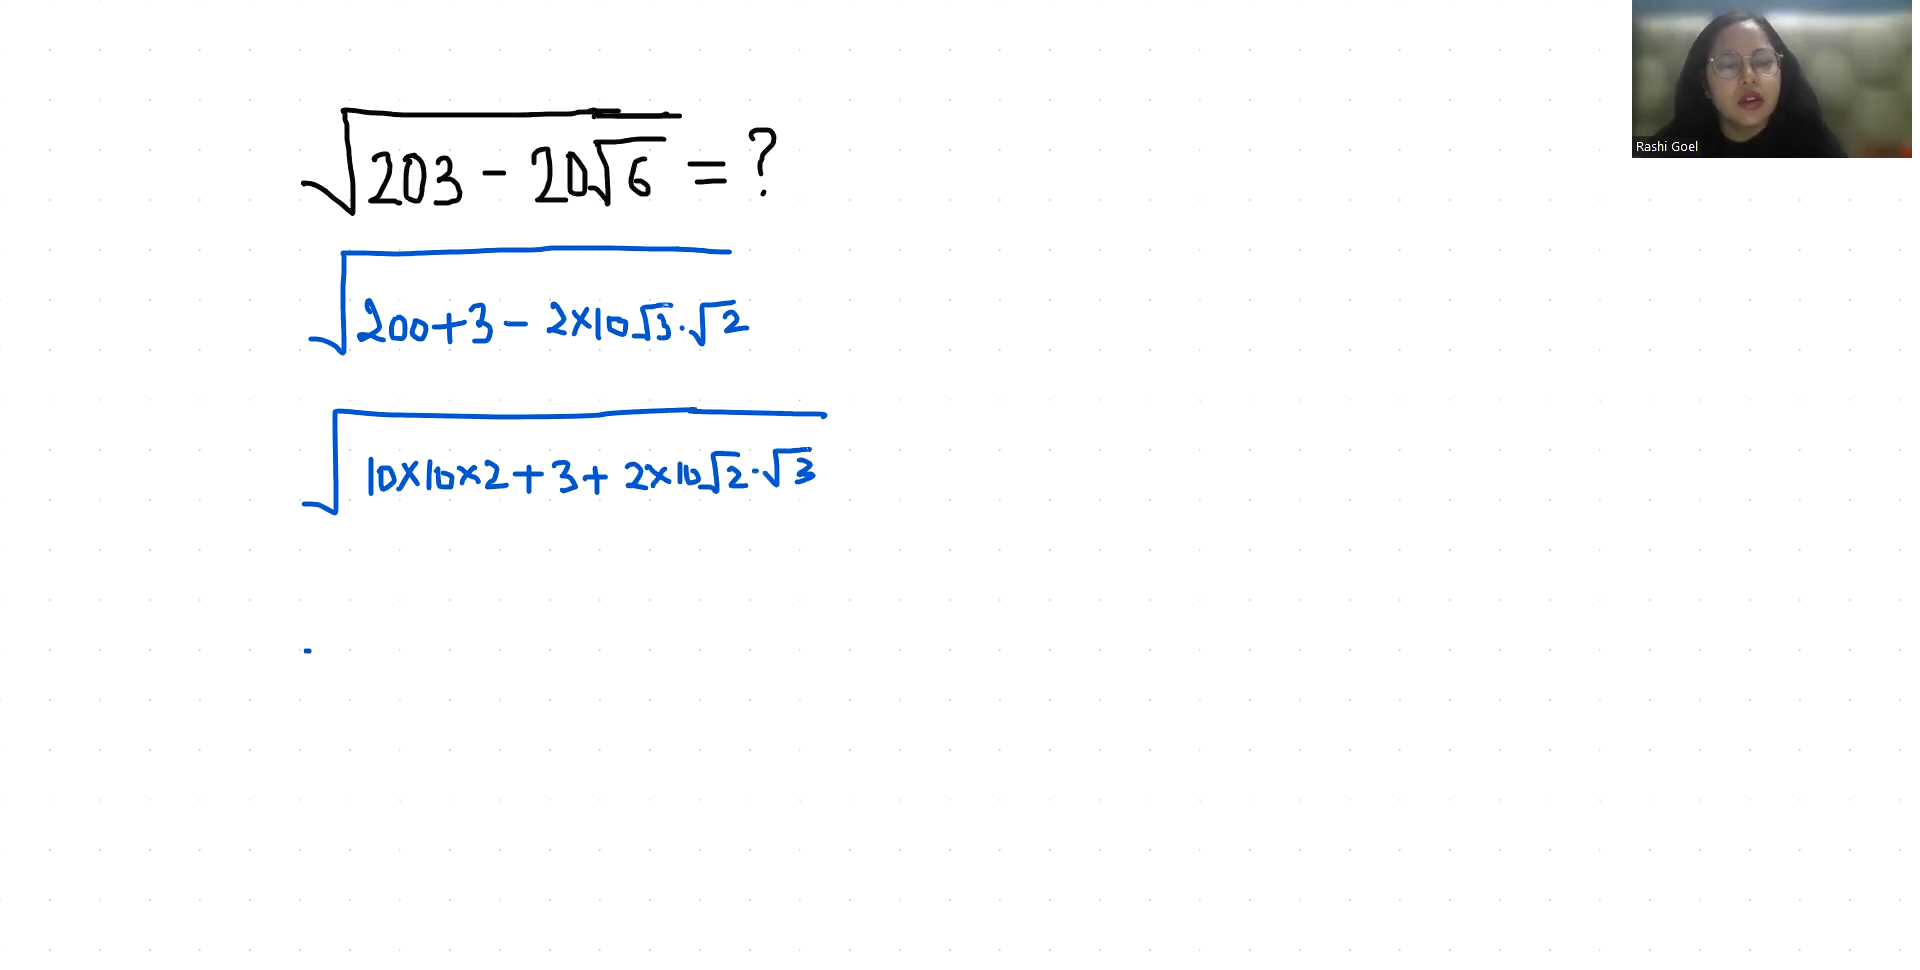 √(203 - 20√6) = ?
√(200+3 - 2×10√3·√2)
√(10×10×2+3+2×10√2·√3)
Rashi Goel